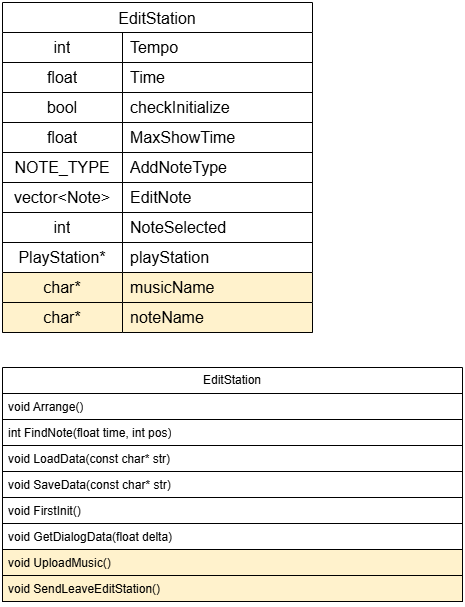 EditStation
int Tempo
float Time
bool checkInitialize
float MaxShowTime
NOTE_TYPE AddNoteType
vector<Note> EditNote
int NoteSelected
PlayStation* playStation
char* musicName
char* noteName
EditStation
void Arrange()
int FindNote(float time, int pos)
void LoadData(const char* str)
void SaveData(const char* str)
void FirstInit()
void GetDialogData(float delta)
void UploadMusic()
void SendLeaveEditStation()